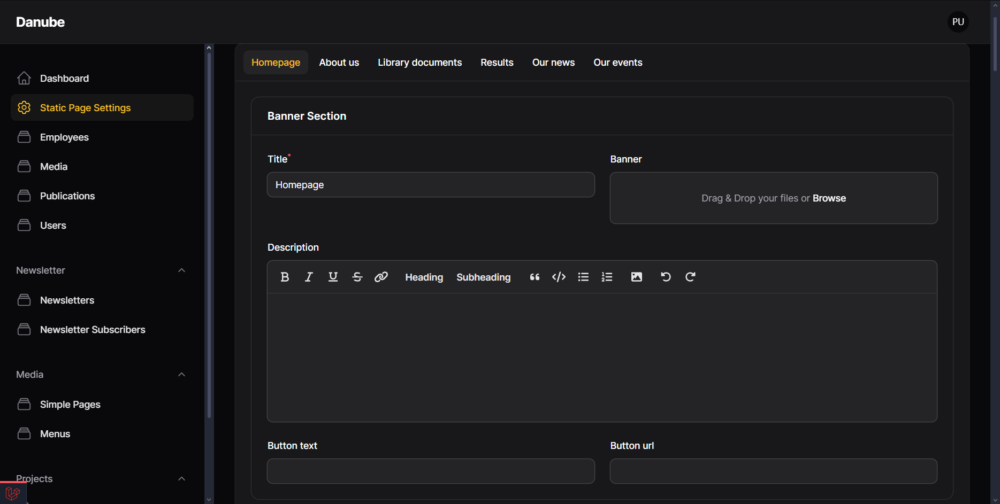 Danube
PU
Dashboard
Static Page Settings
Employees
Media
Publications
Users
Newsletter
Newsletters
Newsletter Subscribers
Media
Simple Pages
Menus
Projects
Homepage About us Library documents Results Our news Our events
Banner Section
Title*
Homepage
Banner
Drag & Drop your files or Browse
Description
Heading Subheading
Button text
Button url